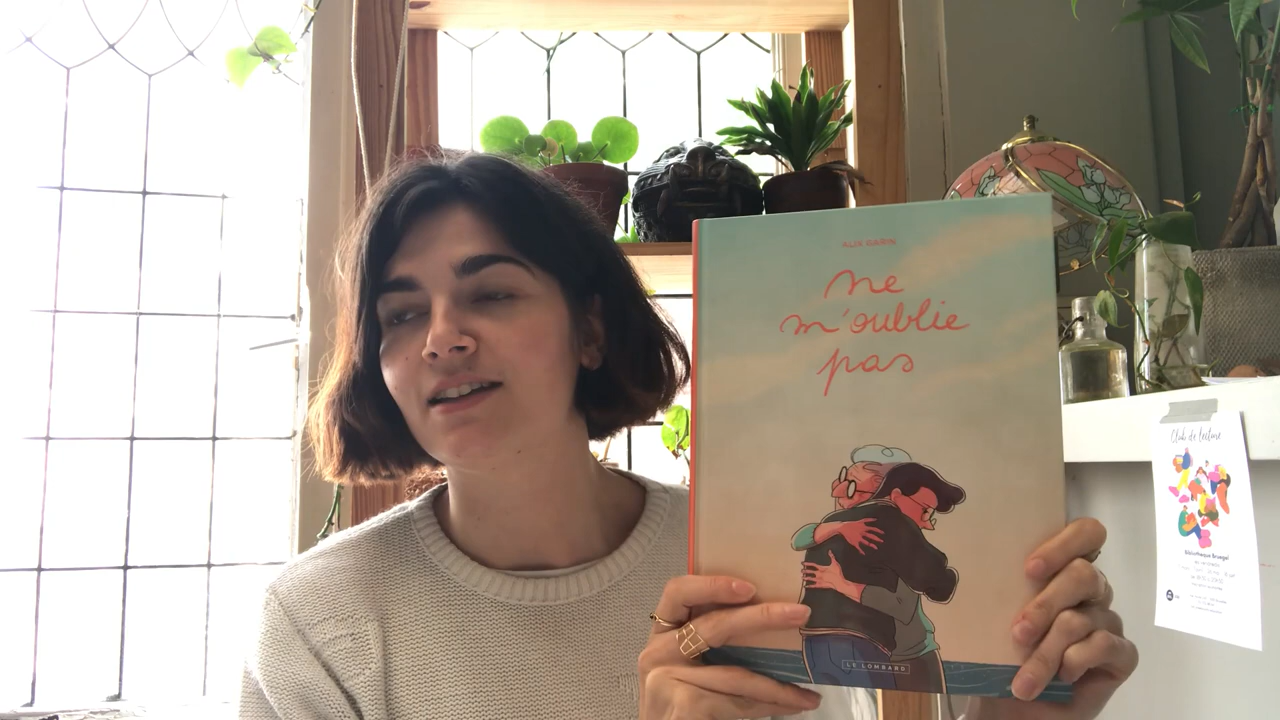 ALIX GARIN
ne
m'oublie
pas
LE LOMBARD
Club de lecture
Bibliothèque Bruegel